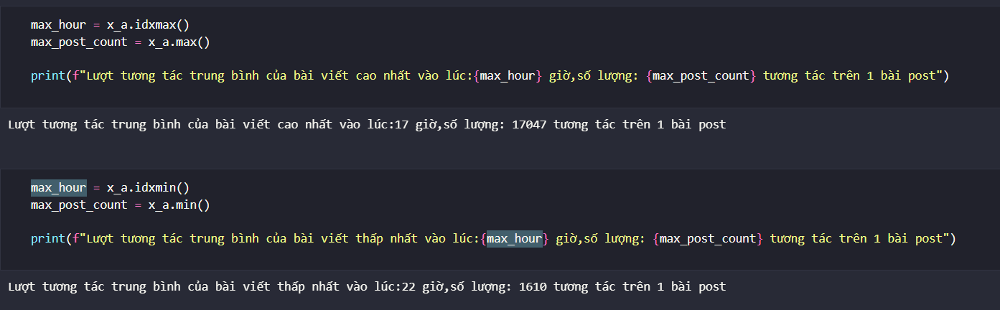 max_hour = x_a.idxmax()
max_post_count = x_a.max()
print(f"Lượt tương tác trung bình của bài viết cao nhất vào lúc:{max_hour} giờ,số lượng: {max_post_count} tương tác trên 1 bài post")
Lượt tương tác trung bình của bài viết cao nhất vào lúc:17 giờ,số lượng: 17047 tương tác trên 1 bài post
max_hour = x_a.idxmin()
max_post_count = x_a.min()
print(f"Lượt tương tác trung bình của bài viết thấp nhất vào lúc:{max_hour} giờ,số lượng: {max_post_count} tương tác trên 1 bài post")
Lượt tương tác trung bình của bài viết thấp nhất vào lúc:22 giờ,số lượng: 1610 tương tác trên 1 bài post